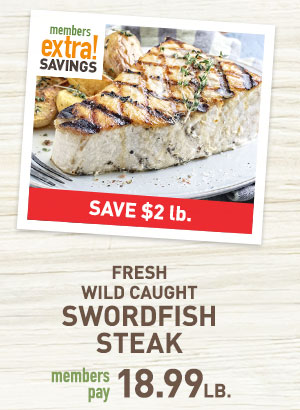 members
extra!
SAVINGS
SAVE $2 lb.
FRESH
WILD CAUGHT
SWORDFISH
STEAK
members
pay 18.99LB.